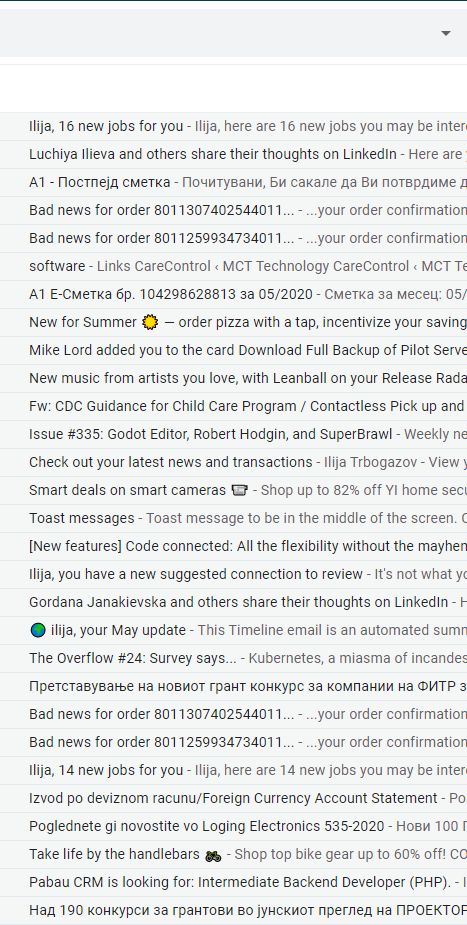 Ilija, 16 new jobs for you - Ilija, here are 16 new jobs you may be inter
Luchiya Ilieva and others share their thoughts on LinkedIn - Here are
А1 - Постпејд сметка - Почитувани, Би сакале да Ви потврдиме д
Bad news for order 8011307402544011... - ...your order confirmation
Bad news for order 8011259934734011... - ...your order confirmation
software - Links CareControl ‹ MCT Technology CareControl ‹ MCT Te
А1 Е-Сметка бр. 104298628813 за 05/2020 - Сметка за месец: 05/
New for Summer 🌞 — order pizza with a tap, incentivize your saving
Mike Lord added you to the card Download Full Backup of Pilot Serve
New music from artists you love, with Leanball on your Release Rada
Fw: CDC Guidance for Child Care Program / Contactless Pick up and
Issue #335: Godot Editor, Robert Hodgin, and SuperBrawl - Weekly ne
Check out your latest news and transactions - Ilija Trbogazov - View y
Smart deals on smart cameras - Shop up to 82% off YI home secu
Toast messages - Toast message to be in the middle of the screen. C
[New features] Code connected: All the flexibility without the mayhem
Ilija, you have a new suggested connection to review - It's not what yo
Gordana Janakievska and others share their thoughts on LinkedIn - H
🌍 ilija, your May update - This Timeline email is an automated summ
The Overflow #24: Survey says... - Kubernetes, a miasma of incandes
Претставување на новиот грант конкурс за компании на ФИТР з
Bad news for order 8011307402544011... - ...your order confirmation
Bad news for order 8011259934734011... - ...your order confirmation
Ilija, 14 new jobs for you - Ilija, here are 14 new jobs you may be inter
Izvod po deviznom racunu/Foreign Currency Account Statement - Po
Poglednete gi novostite vo Loging Electronics 535-2020 - Нови 100 Г
Take life by the handlebars 🏍 - Shop top bike gear up to 60% off! CO
Pabau CRM is looking for: Intermediate Backend Developer (PHP). - I
Над 190 конкурси за грантови во јунскиот преглед на ПРОЕКТОР